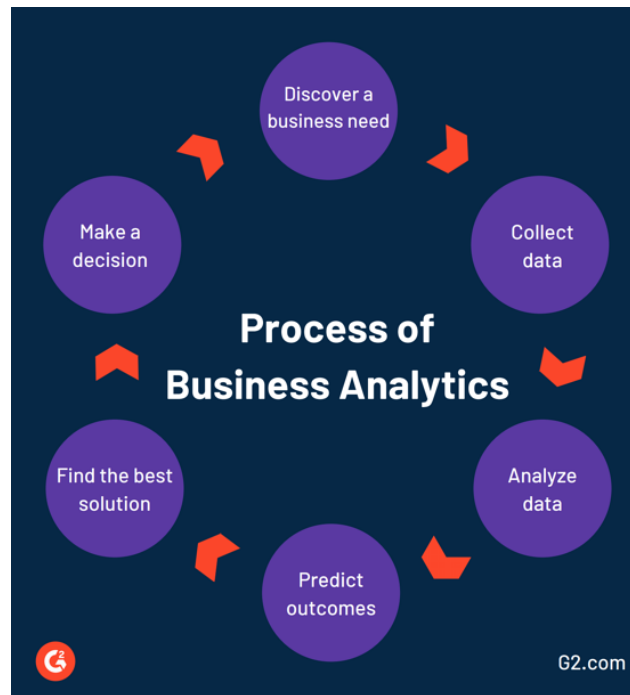 Discover a
business need
Collect
data
Analyze
data
Predict
outcomes
Find the best
solution
Make a
decision
Process of
Business Analytics
G2
G2.com